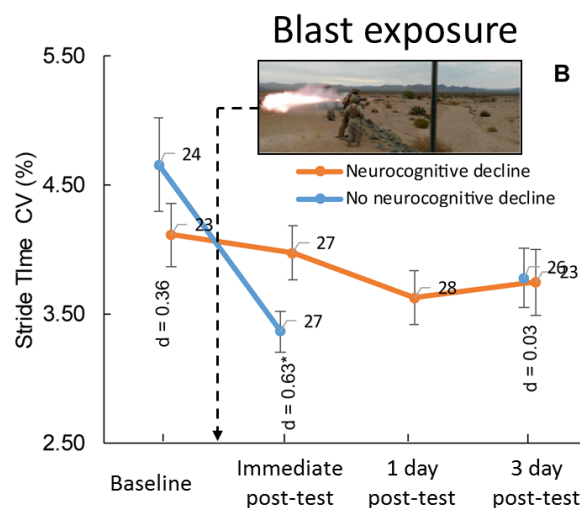 Blast exposure
B
5.50
4.50
3.50
2.50
Stride TIme CV (%)
Neurocognitive decline
No neurocognitive decline
24
23
27
27
28
26
23
d = 0.36
d = 0.63*
d = 0.03
Baseline
Immediate
post-test
1 day
post-test
3 day
post-test